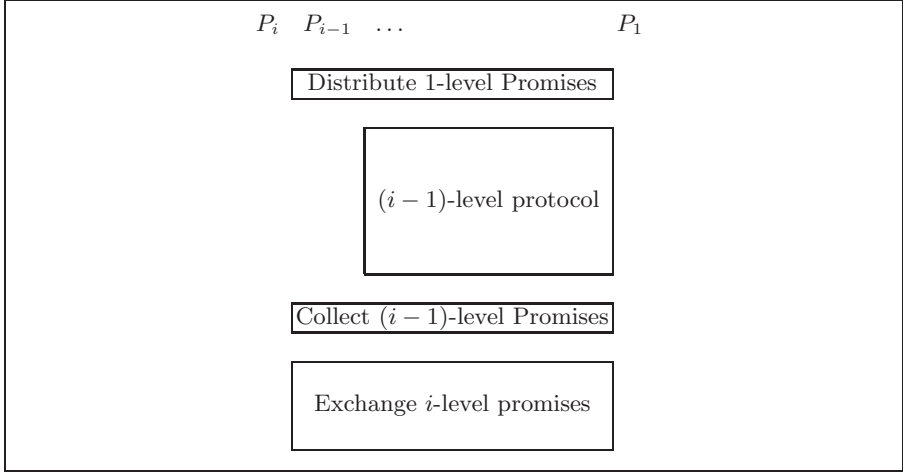 P_i P_{i−1} … P_1
Distribute 1-level Promises
(i − 1)-level protocol
Collect (i − 1)-level Promises
Exchange i-level promises